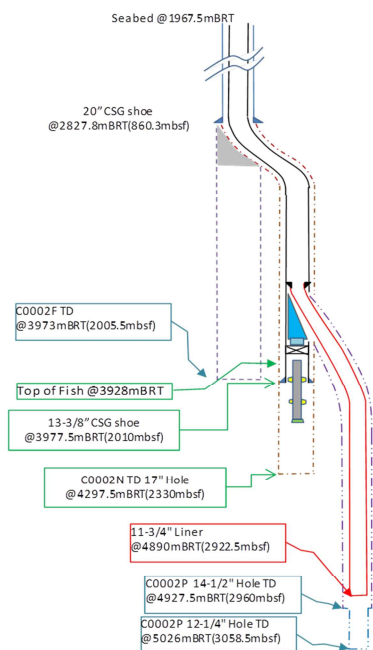 Seabed @1967.5mBRT
20" CSG shoe
@2827.8mBRT(860.3mbsf)
C0002F TD
@3973mBRT(2005.5mbsf)
Top of Fish @3928mBRT
13-3/8" CSG shoe
@3977.5mBRT(2010mbsf)
C0002N TD 17" Hole
@4297.5mBRT(2330mbsf)
11-3/4" Liner
@4890mBRT(2922.5mbsf)
C0002P 14-1/2" Hole TD
@4927.5mBRT(2960mbsf)
C0002P 12-1/4" Hole TD
@5026mBRT(3058.5mbsf)